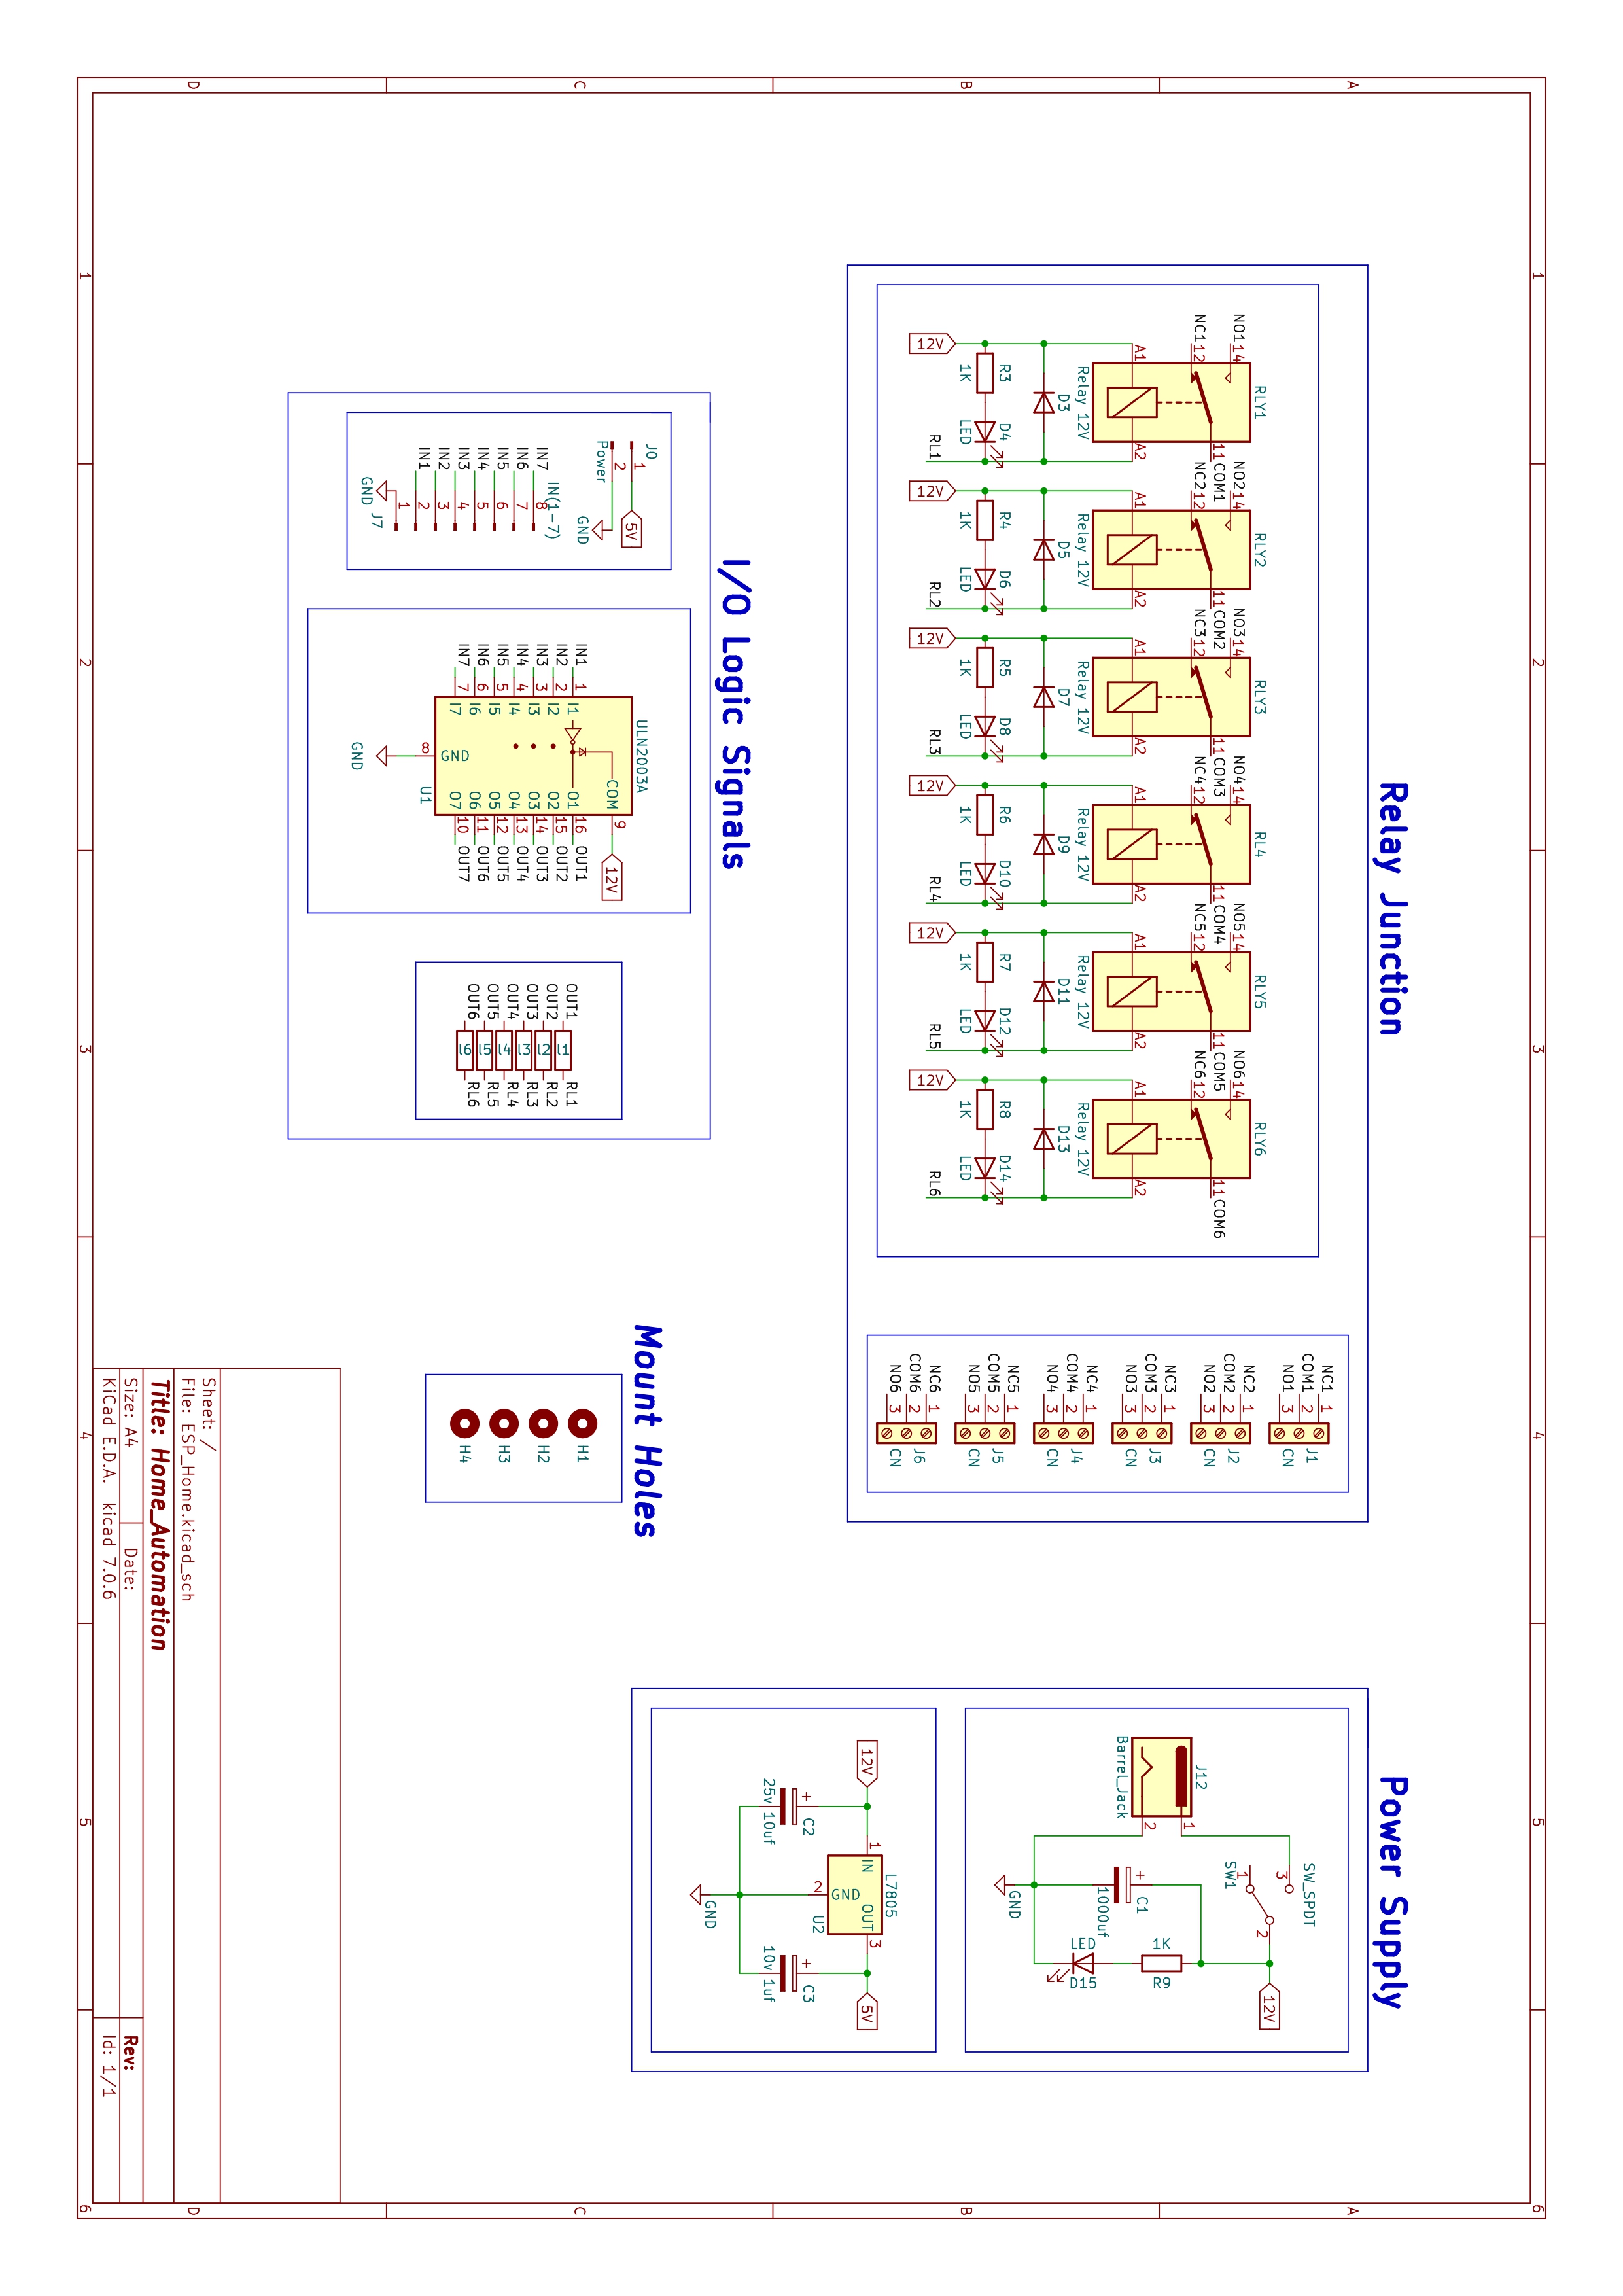 1 2 3 4 5 6
Relay Junction
Power Supply
A A
RLY1 RLY2 RLY3 RL4 RLY5 RLY6
NO1 14 NO2 14 NO3 14 NO4 14 NO5 14 NO6 14
11 COM1 11 COM2 11 COM3 11 COM4 11 COM5 11 COM6
NC1 12 NC2 12 NC3 12 NC4 12 NC5 12 NC6 12
A1 A2 A1 A2 A1 A2 A1 A2 A1 A2 A1 A2
Relay 12V Relay 12V Relay 12V Relay 12V Relay 12V Relay 12V
D3 D5 D7 D9 D11 D13
R3 D4 R4 D6 R5 D8 R6 D10 R7 D12 R8 D14
1K LED 1K LED 1K LED 1K LED 1K LED 1K LED
12V RL1 12V RL2 12V RL3 12V RL4 12V RL5 12V RL6
NC1 1
COM1 2 J1
NO1 3 CN
NC2 1
COM2 2 J2
NO2 3 CN
NC3 1
COM3 2 J3
NO3 3 CN
NC4 1
COM4 2 J4
NO4 3 CN
NC5 1
COM5 2 J5
NO5 3 CN
NC6 1
COM6 2 J6
NO6 3 CN
SW_SPDT
3
2 12V
1
SW1
J12
1
2
Barrel_Jack
1K R9
+ C1
1000uf
LED D15
GND
B B
L7805
12V 1 IN OUT 3 5V
GND
2 U2
+ C2 + C3
25v 10uf 10v 1uf
GND
I/O Logic Signals
J0
1 5V
2
Power
GND
IN(1-7)
IN7 8
IN6 7
IN5 6
IN4 5
IN3 4
IN2 3
IN1 2
1
GND J7
ULN2003A
COM 9 12V
IN1 1 I1 O1 16 OUT1
IN2 2 I2 O2 15 OUT2
IN3 3 I3 O3 14 OUT3
IN4 4 I4 O4 13 OUT4
IN5 5 I5 O5 12 OUT5
IN6 6 I6 O6 11 OUT6
IN7 7 I7 O7 10 OUT7
GND
8 U1
GND
OUT1 l1 RL1
OUT2 l2 RL2
OUT3 l3 RL3
OUT4 l4 RL4
OUT5 l5 RL5
OUT6 l6 RL6
Mount Holes
H1
H2
H3
H4
C C
D D
Sheet: /
File: ESP_Home.kicad_sch
Title: Home_Automation
Size: A4 Date: Rev:
KiCad E.D.A. kicad 7.0.6 Id: 1/1
1 2 3 4 5 6